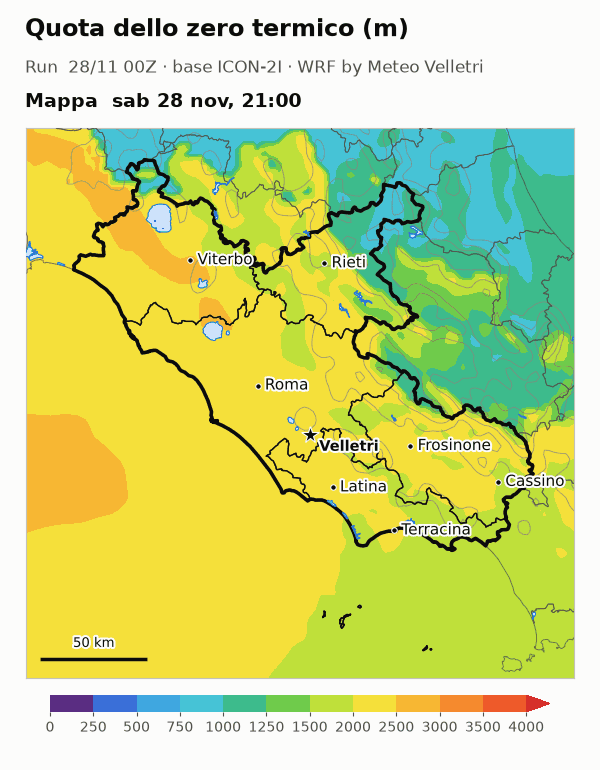 Quota dello zero termico (m)
Run 28/11 00Z · base ICON-2I · WRF by Meteo Velletri
Mappa sab 28 nov, 21:00
Viterbo
Rieti
Roma
Velletri
Frosinone
Cassino
Latina
Terracina
50 km
0 250 500 750 1000 1250 1500 2000 2500 3000 3500 4000